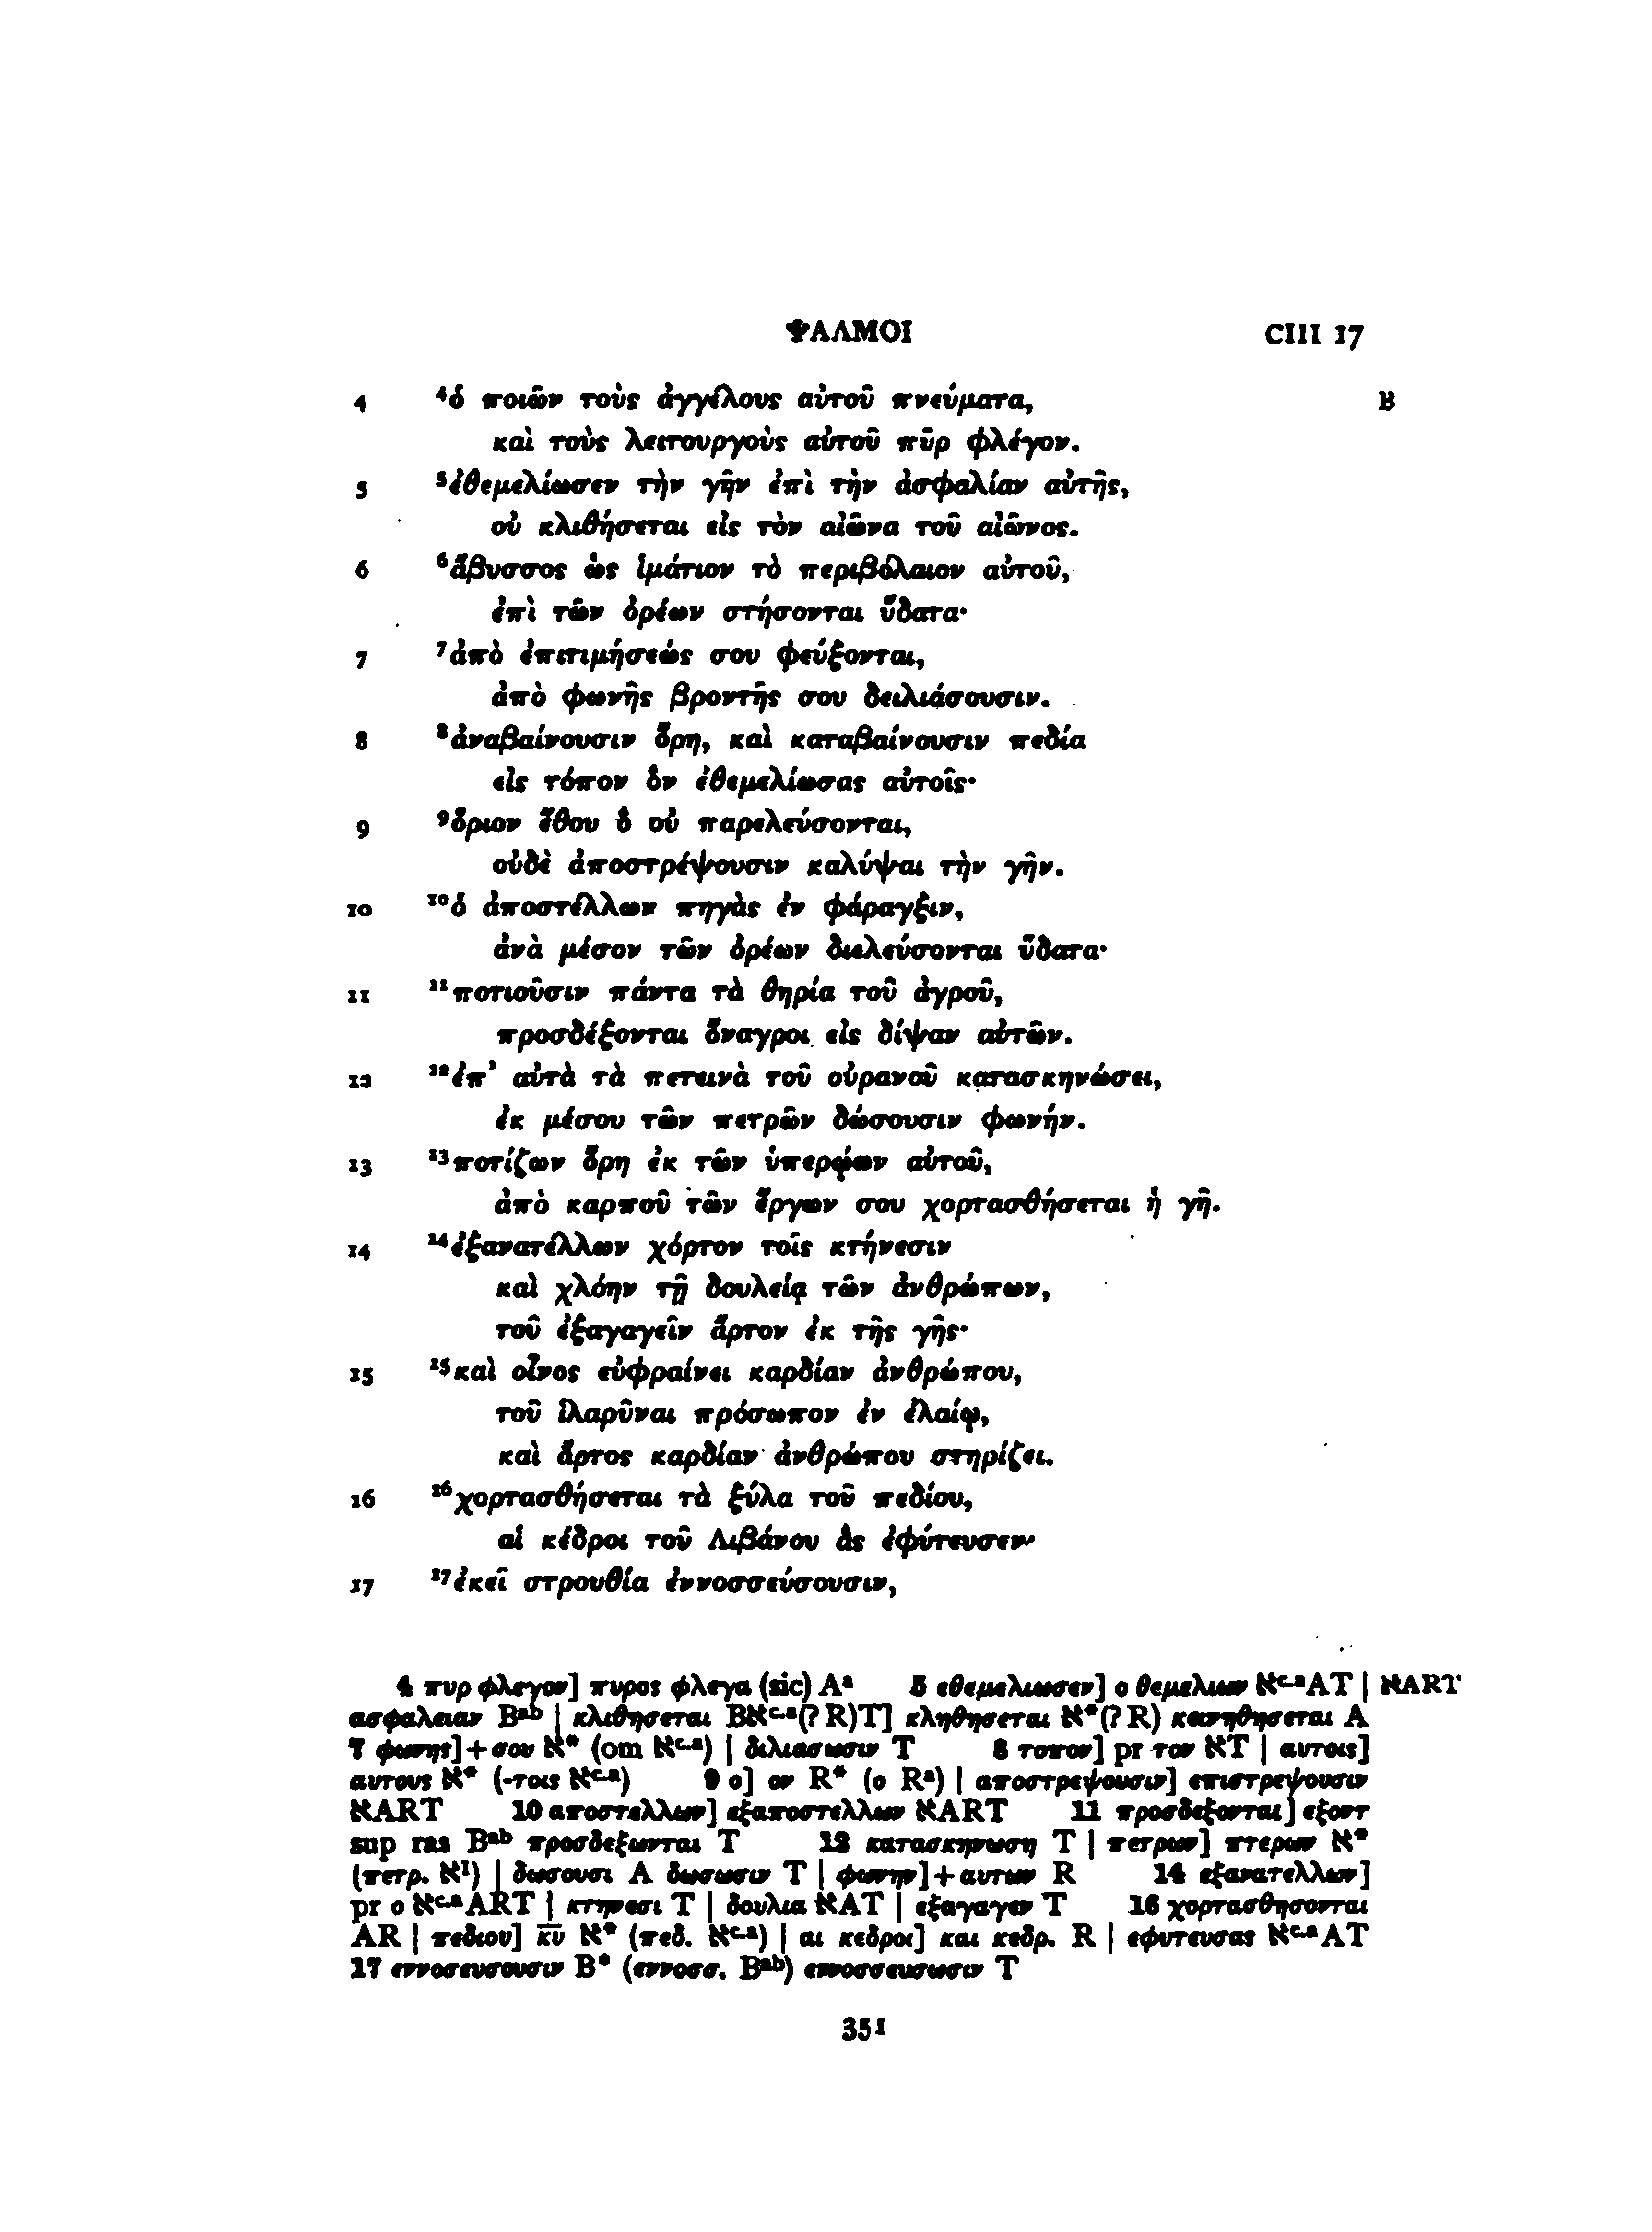 ΨΑΛΜΟΙ CIII 17
4 ⁴ὁ ποιῶν τοὺς ἀγγέλους αὐτοῦ πνεύματα, B
καὶ τοὺς λειτουργοὺς αὐτοῦ πῦρ φλέγον.
5 ⁵ἐθεμελίωσεν τὴν γῆν ἐπὶ τὴν ἀσφαλίαν αὐτῆς,
οὐ κλιθήσεται εἰς τὸν αἰῶνα τοῦ αἰῶνος.
6 ⁶ἄβυσσος ὡς ἱμάτιον τὸ περιβόλαιον αὐτοῦ,
ἐπὶ τῶν ὀρέων στήσονται ὕδατα·
7 ⁷ἀπὸ ἐπιτιμήσεώς σου φεύξονται,
ἀπὸ φωνῆς βροντῆς σου δειλιάσουσιν.
8 ⁸ἀναβαίνουσιν ὄρη, καὶ καταβαίνουσιν πεδία
εἰς τόπον ὃν ἐθεμελίωσας αὐτοῖς·
9 ⁹ὅριον ἔθου ὃ οὐ παρελεύσονται,
οὐδὲ ἀποστρέψουσιν καλύψαι τὴν γῆν.
10 ¹⁰ὁ ἀποστέλλων πηγὰς ἐν φάραγξιν,
ἀνὰ μέσον τῶν ὀρέων διελεύσονται ὕδατα·
11 ¹¹ποτιοῦσιν πάντα τὰ θηρία τοῦ ἀγροῦ,
προσδέξονται ὄναγροι εἰς δίψαν αὐτῶν.
12 ¹²ἐπ’ αὐτὰ τὰ πετεινὰ τοῦ οὐρανοῦ κατασκηνώσει,
ἐκ μέσου τῶν πετρῶν δώσουσιν φωνήν.
13 ¹³ποτίζων ὄρη ἐκ τῶν ὑπερῴων αὐτοῦ,
ἀπὸ καρποῦ τῶν ἔργων σου χορτασθήσεται ἡ γῆ.
14 ¹⁴ἐξανατέλλων χόρτον τοῖς κτήνεσιν
καὶ χλόην τῇ δουλείᾳ τῶν ἀνθρώπων,
τοῦ ἐξαγαγεῖν ἄρτον ἐκ τῆς γῆς·
15 ¹⁵καὶ οἶνος εὐφραίνει καρδίαν ἀνθρώπου,
τοῦ ἱλαρῦναι πρόσωπον ἐν ἐλαίῳ,
καὶ ἄρτος καρδίαν ἀνθρώπου στηρίζει.
16 ¹⁶χορτασθήσεται τὰ ξύλα τοῦ πεδίου,
αἱ κέδροι τοῦ Λιβάνου ἃς ἐφύτευσεν·
17 ¹⁷ἐκεῖ στρουθία ἐννοσσεύσουσιν,
4 πυρ φλεγον] πυρος φλεγα (sic) Aᵃ 5 εθεμελιωσεν] ο θεμελιων ℵᶜ·ᵃAT | ℵART
ασφαλειαν Bᵃᵇ | κλιθησεται Bℵᶜ·ᵃ(? R)T] κληθησεται ℵ*(? R) κεινηθησεται A
7 φωνης]+σου ℵ* (om ℵᶜ·ᵃ) | διλιασωσιν T 8 τοπον] pr τον ℵT | αυτοις]
αυτους ℵ* (-τοις ℵᶜ·ᵃ) 9 ο] ον R* (ο Rᵃ) | αποστρεψουσιν] επιστρεψουσιν
ℵART 10 αποστελλων] εξαποστελλων ℵART 11 προσδεξονται] εξοντ
sup ras Bᵃᵇ προσδεξωνται T 12 κατασκηνωση T | πετρων] πτερων ℵ*
(πετρ. ℵ¹) | δωσουσι A δωσωσιν T | φωνην]+αυτων R 14 εξανατελλων]
pr ο ℵᶜ·ᵃART | κτηνεσι T | δουλια ℵAT | εξαγαγεν T 16 χορτασθησονται
AR | πεδιου] κ̅υ̅ ℵ* (πεδ. ℵᶜ·ᵃ) | αι κεδροι] και κεδρ. R | εφυτευσας ℵᶜ·ᵃAT
17 εννοσευσουσιν B* (εννοσσ. Bᵃᵇ) εννοσσευσωσιν T
351